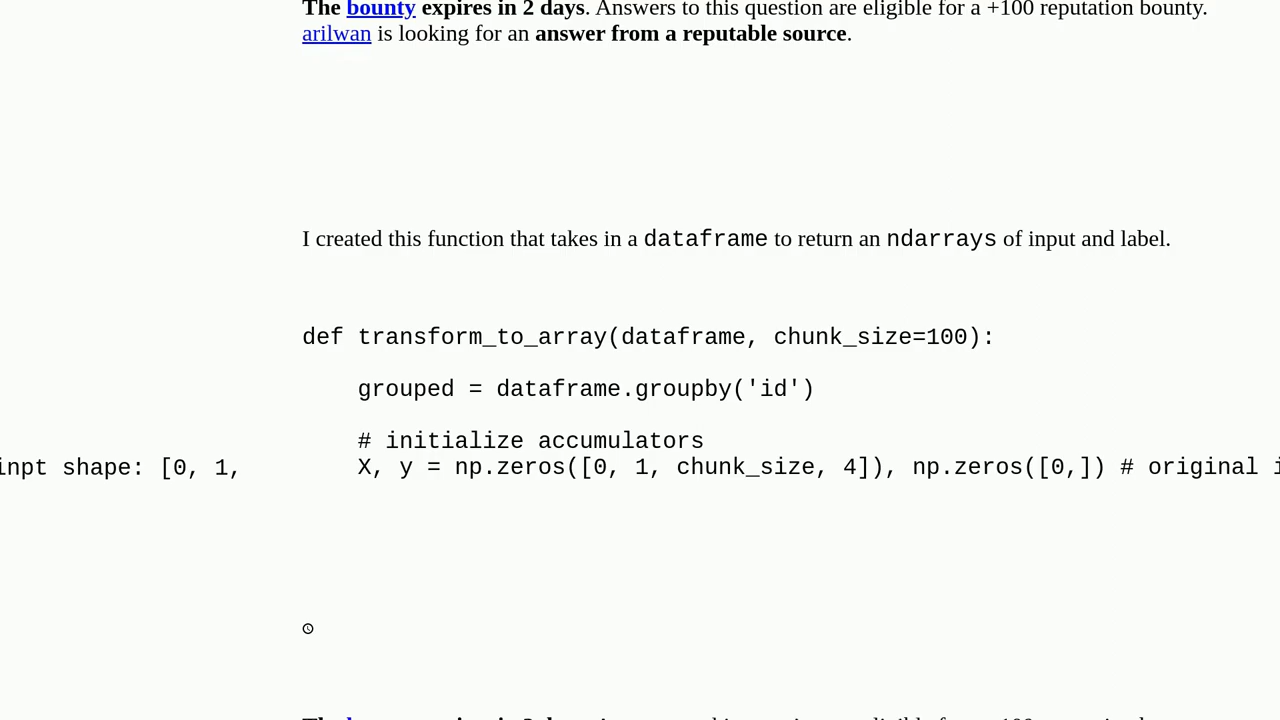 The bounty expires in 2 days. Answers to this question are eligible for a +100 reputation bounty.
arilwan is looking for an answer from a reputable source.
I created this function that takes in a dataframe to return an ndarrays of input and label.
def transform_to_array(dataframe, chunk_size=100):
grouped = dataframe.groupby('id')
# initialize accumulators
X, y = np.zeros([0, 1, chunk_size, 4]), np.zeros([0,]) # original
inpt shape: [0, 1,